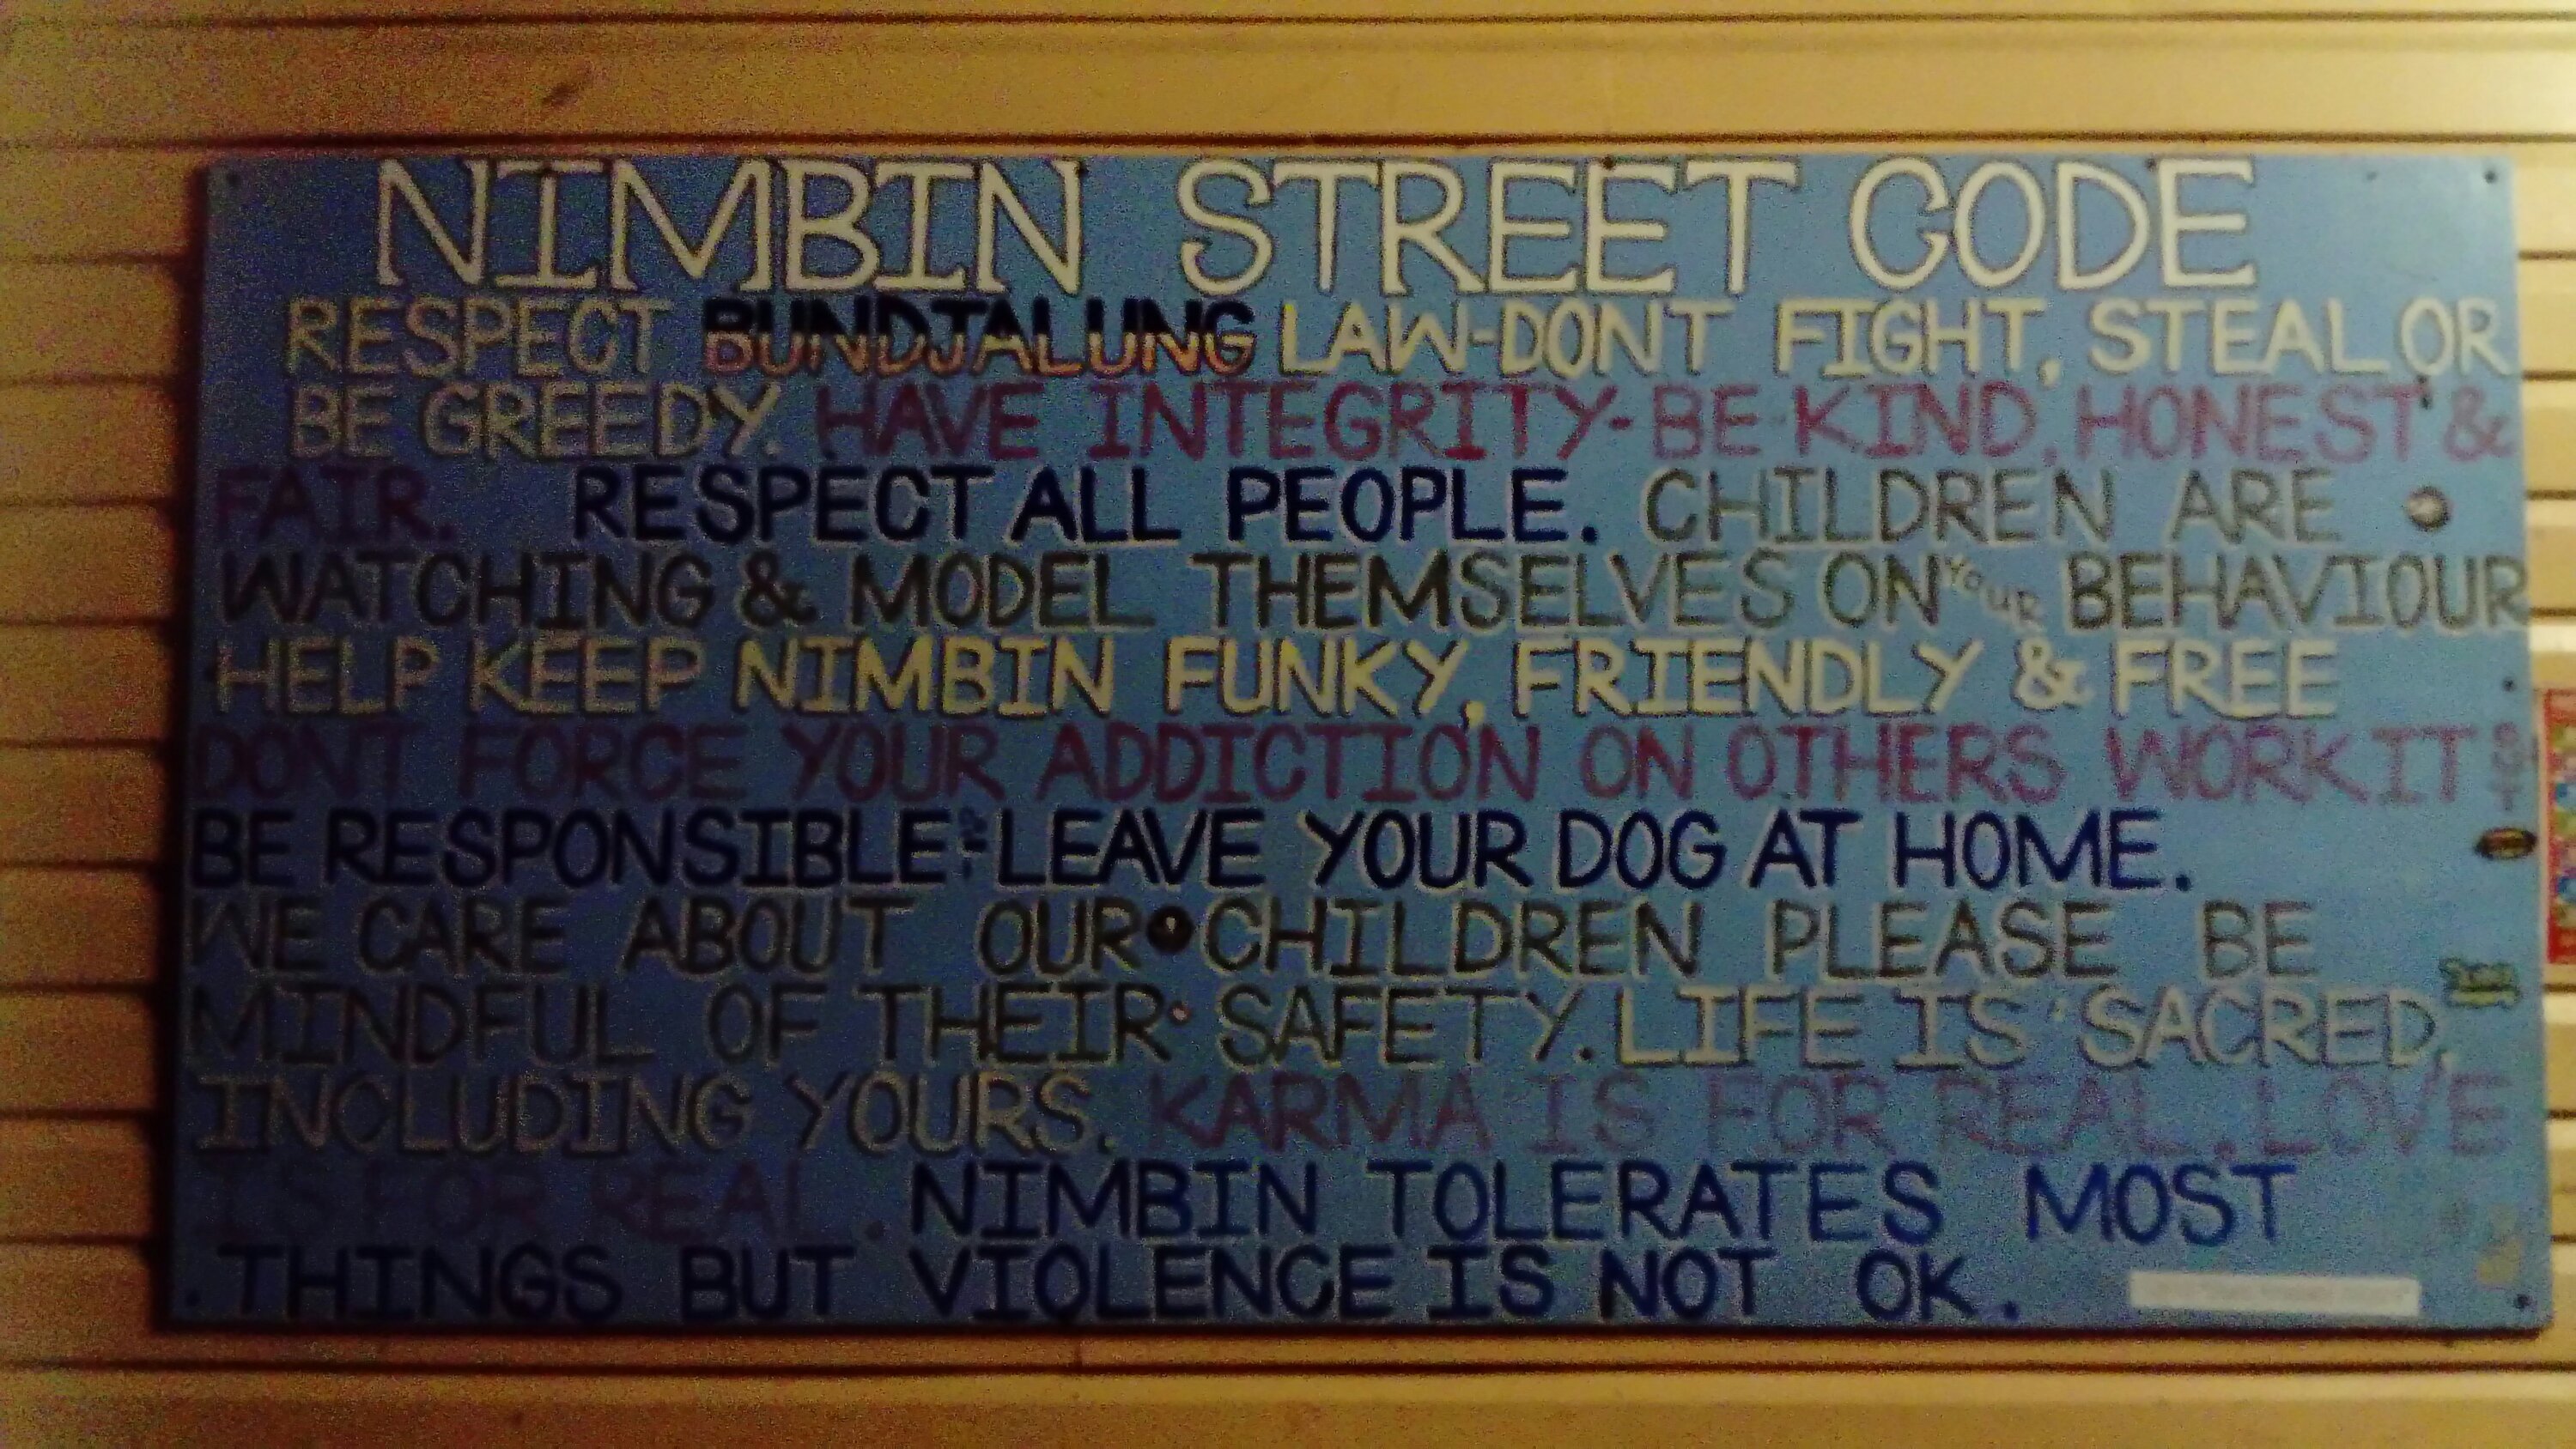 NIMBIN STREET CODE
RESPECT BUNDJALUNG LAW-DONT FIGHT, STEAL OR
BE GREEDY. HAVE INTEGRITY-BE KIND, HONEST &
FAIR. RESPECT ALL PEOPLE. CHILDREN ARE
WATCHING & MODEL THEMSELVES ON YOUR BEHAVIOUR
HELP KEEP NIMBIN FUNKY, FRIENDLY & FREE
DONT FORCE YOUR ADDICTION ON OTHERS WORK IT OUT
BE RESPONSIBLE LEAVE YOUR DOG AT HOME.
WE CARE ABOUT OUR CHILDREN PLEASE BE
MINDFUL OF THEIR SAFETY. LIFE IS SACRED,
INCLUDING YOURS. KARMA IS FOR REAL. LOVE
IS FOR REAL. NIMBIN TOLERATES MOST
THINGS BUT VIOLENCE IS NOT OK.